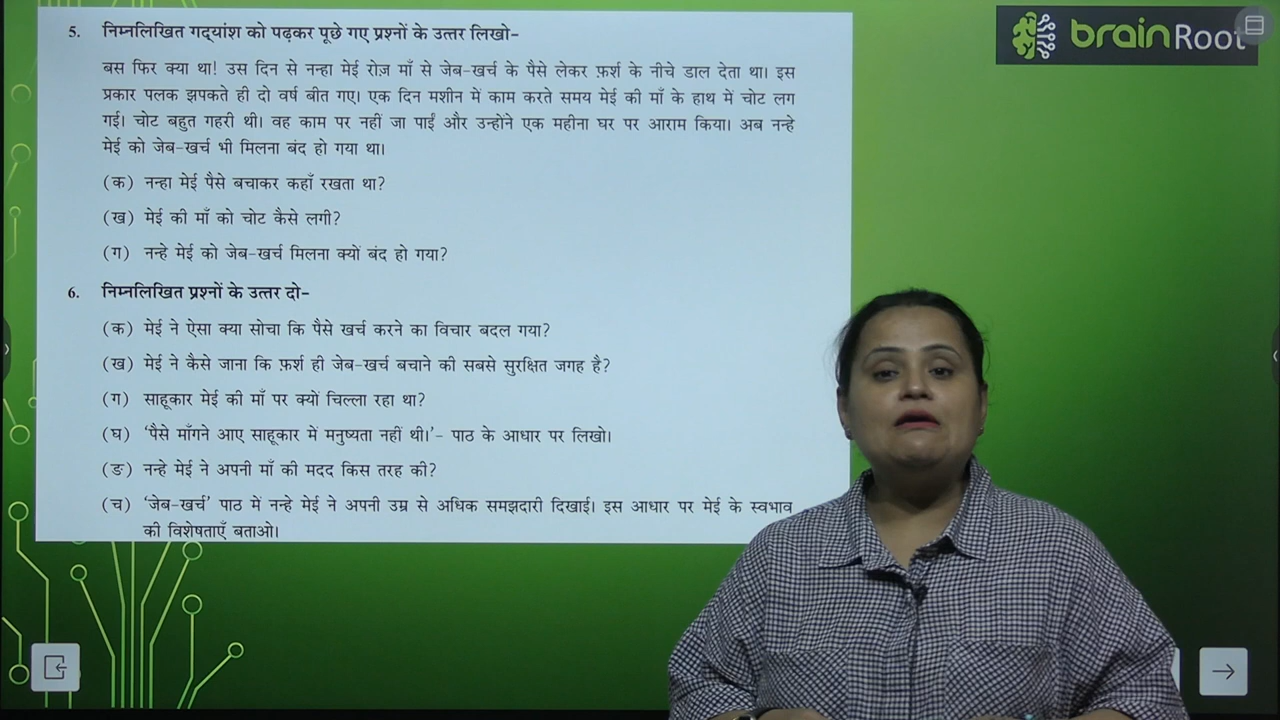 5. निम्नलिखित गद्यांश को पढ़कर पूछे गए प्रश्नों के उत्तर लिखो-
brainRoot
बस फिर क्या था! उस दिन से नन्हा मेई रोज़ माँ से जेब-खर्च के पैसे लेकर फ़र्श के नीचे डाल देता था। इस
प्रकार पलक झपकते ही दो वर्ष बीत गए। एक दिन मशीन में काम करते समय मेई की माँ के हाथ में चोट लग
गई। चोट बहुत गहरी थी। वह काम पर नहीं जा पाईं और उन्होंने एक महीना घर पर आराम किया। अब नन्हे
मेई को जेब-खर्च भी मिलना बंद हो गया था।
(क) नन्हा मेई पैसे बचाकर कहाँ रखता था?
(ख) मेई की माँ को चोट कैसे लगी?
(ग) नन्हे मेई को जेब-खर्च मिलना क्यों बंद हो गया?
6. निम्नलिखित प्रश्नों के उत्तर दो-
(क) मेई ने ऐसा क्या सोचा कि पैसे खर्च करने का विचार बदल गया?
(ख) मेई ने कैसे जाना कि फ़र्श ही जेब-खर्च बचाने की सबसे सुरक्षित जगह है?
(ग) साहूकार मेई की माँ पर क्यों चिल्ला रहा था?
(घ) 'पैसे माँगने आए साहूकार में मनुष्यता नहीं थी।'- पाठ के आधार पर लिखो।
(ङ) नन्हे मेई ने अपनी माँ की मदद किस तरह की?
(च) 'जेब-खर्च' पाठ में नन्हे मेई ने अपनी उम्र से अधिक समझदारी दिखाई। इस आधार पर मेई के स्वभाव
की विशेषताएँ बताओ।